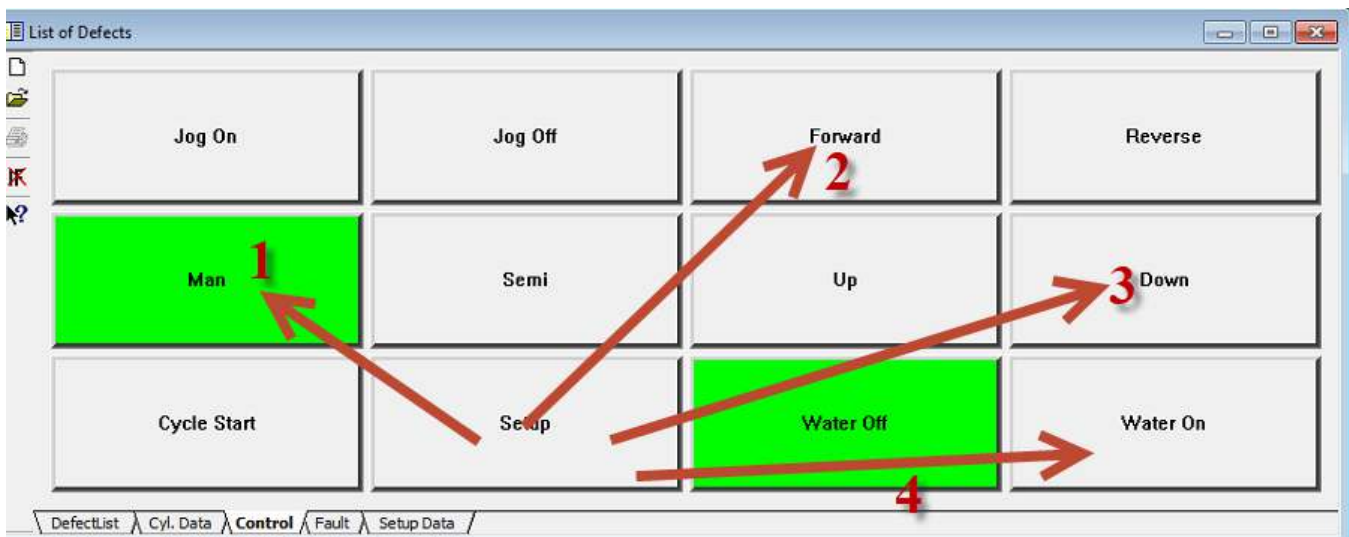 List of Defects
Jog On Jog Off Forward Reverse
2
Man 1 Semi Up 3 Down
Cycle Start Setup Water Off Water On
4
DefectList Cyl. Data Control Fault Setup Data